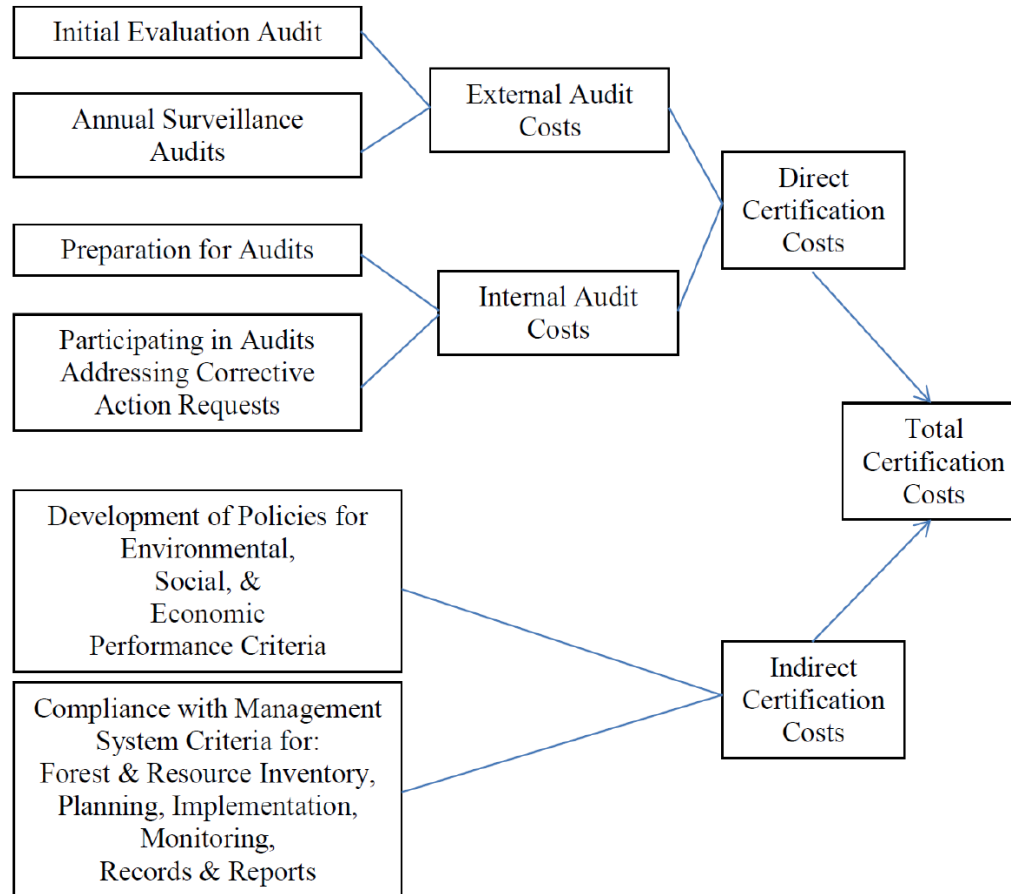 Initial Evaluation Audit
Annual Surveillance
Audits
External Audit
Costs
Direct
Certification
Costs
Preparation for Audits
Internal Audit
Costs
Participating in Audits
Addressing Corrective
Action Requests
Total
Certification
Costs
Development of Policies for
Environmental,
Social, &
Economic
Performance Criteria
Indirect
Certification
Costs
Compliance with Management
System Criteria for:
Forest & Resource Inventory,
Planning, Implementation,
Monitoring,
Records & Reports